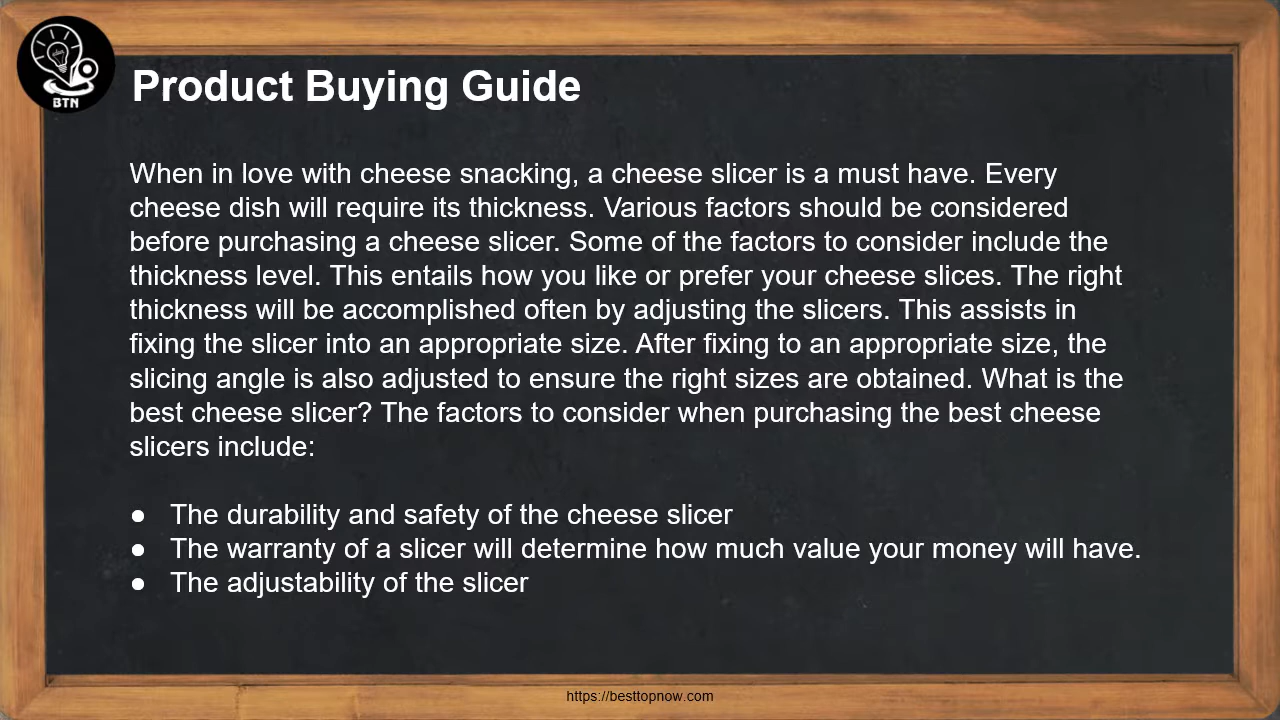 BTN
Product Buying Guide
When in love with cheese snacking, a cheese slicer is a must have. Every
cheese dish will require its thickness. Various factors should be considered
before purchasing a cheese slicer. Some of the factors to consider include the
thickness level. This entails how you like or prefer your cheese slices. The right
thickness will be accomplished often by adjusting the slicers. This assists in
fixing the slicer into an appropriate size. After fixing to an appropriate size, the
slicing angle is also adjusted to ensure the right sizes are obtained. What is the
best cheese slicer? The factors to consider when purchasing the best cheese
slicers include:
● The durability and safety of the cheese slicer
● The warranty of a slicer will determine how much value your money will have.
● The adjustability of the slicer
https://besttopnow.com